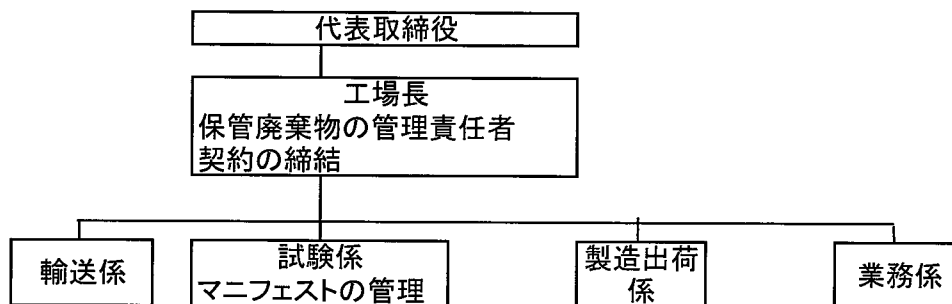 代表取締役
工場長
保管廃棄物の管理責任者
契約の締結
輸送係
試験係
マニフェストの管理
製造出荷
係
業務係